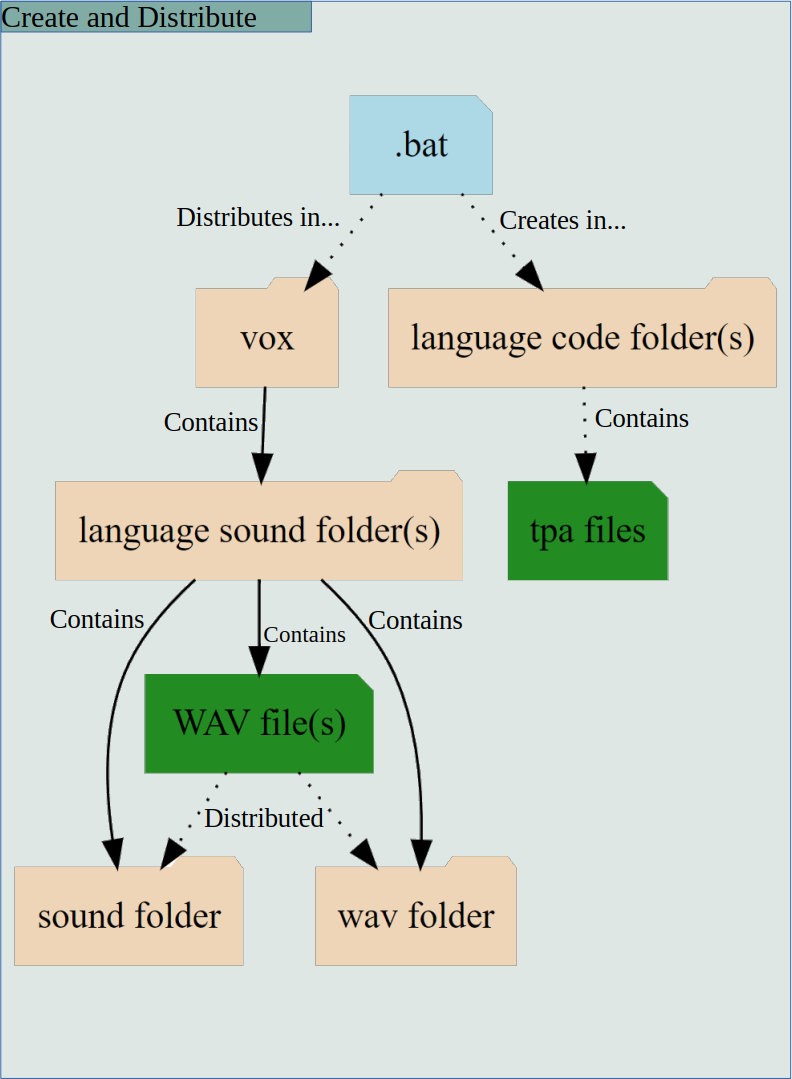 Create and Distribute
.bat
Distributes in...
Creates in...
vox
language code folder(s)
Contains
Contains
language sound folder(s)
tpa files
Contains
Contains
Contains
WAV file(s)
Distributed
sound folder
wav folder